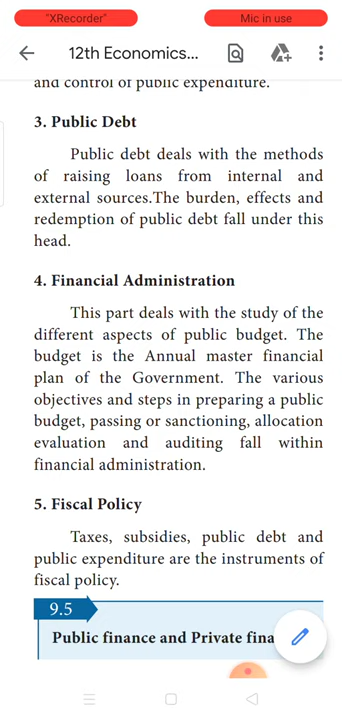 "XRecorder"
Mic in use
12th Economics...
and control of public expenditure.
3. Public Debt
Public debt deals with the methods
of raising loans from internal and
external sources.The burden, effects and
redemption of public debt fall under this
head.
4. Financial Administration
This part deals with the study of the
different aspects of public budget. The
budget is the Annual master financial
plan of the Government. The various
objectives and steps in preparing a public
budget, passing or sanctioning, allocation
evaluation and auditing fall within
financial administration.
5. Fiscal Policy
Taxes, subsidies, public debt and
public expenditure are the instruments of
fiscal policy.
9.5
Public finance and Private fina